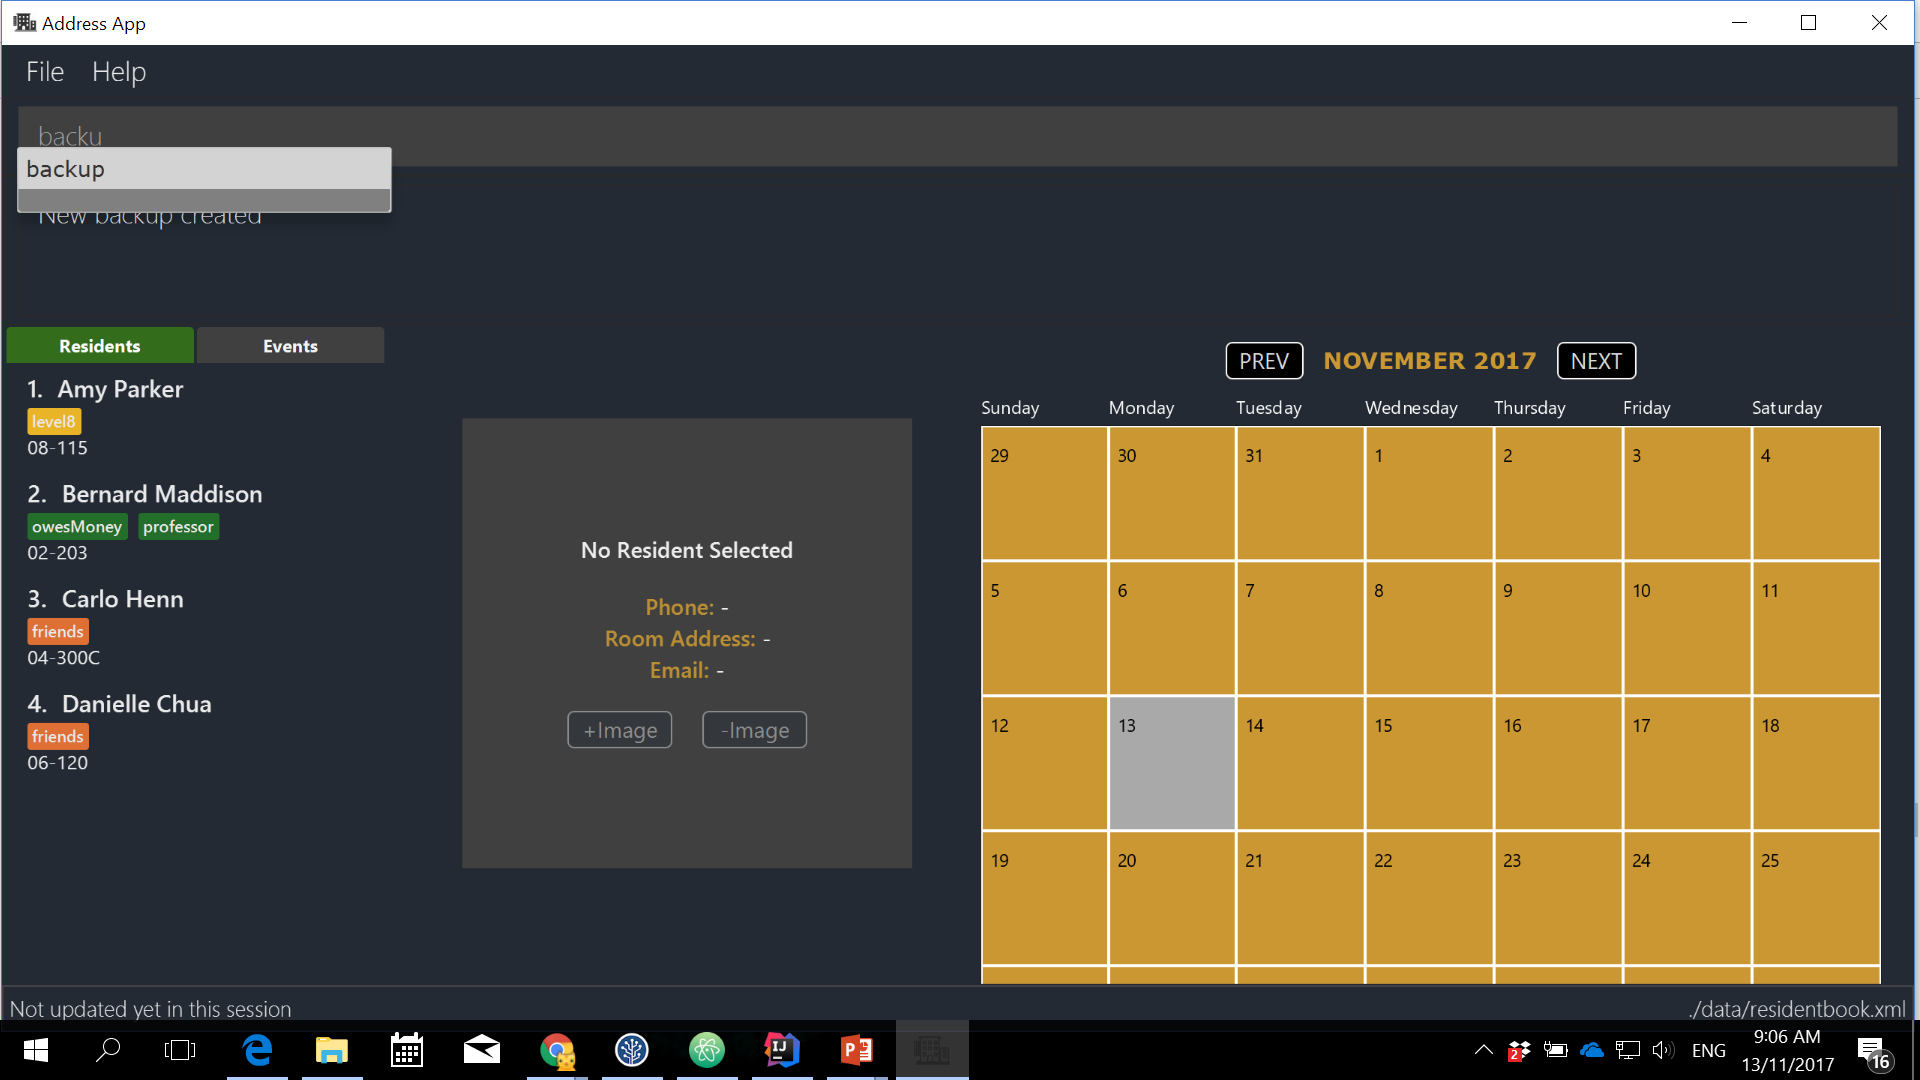 Address App
File Help
backu
backup
New backup created
Residents Events
1. Amy Parker
level8
08-115
2. Bernard Maddison
owesMoney professor
02-203
3. Carlo Henn
friends
04-300C
4. Danielle Chua
friends
06-120
No Resident Selected
Phone: -
Room Address: -
Email: -
+Image -Image
PREV NOVEMBER 2017 NEXT
Sunday Monday Tuesday Wednesday Thursday Friday Saturday
29 30 31 1 2 3 4
5 6 7 8 9 10 11
12 13 14 15 16 17 18
19 20 21 22 23 24 25
Not updated yet in this session ./data/residentbook.xml
2 ENG 9:06 AM 16
13/11/2017